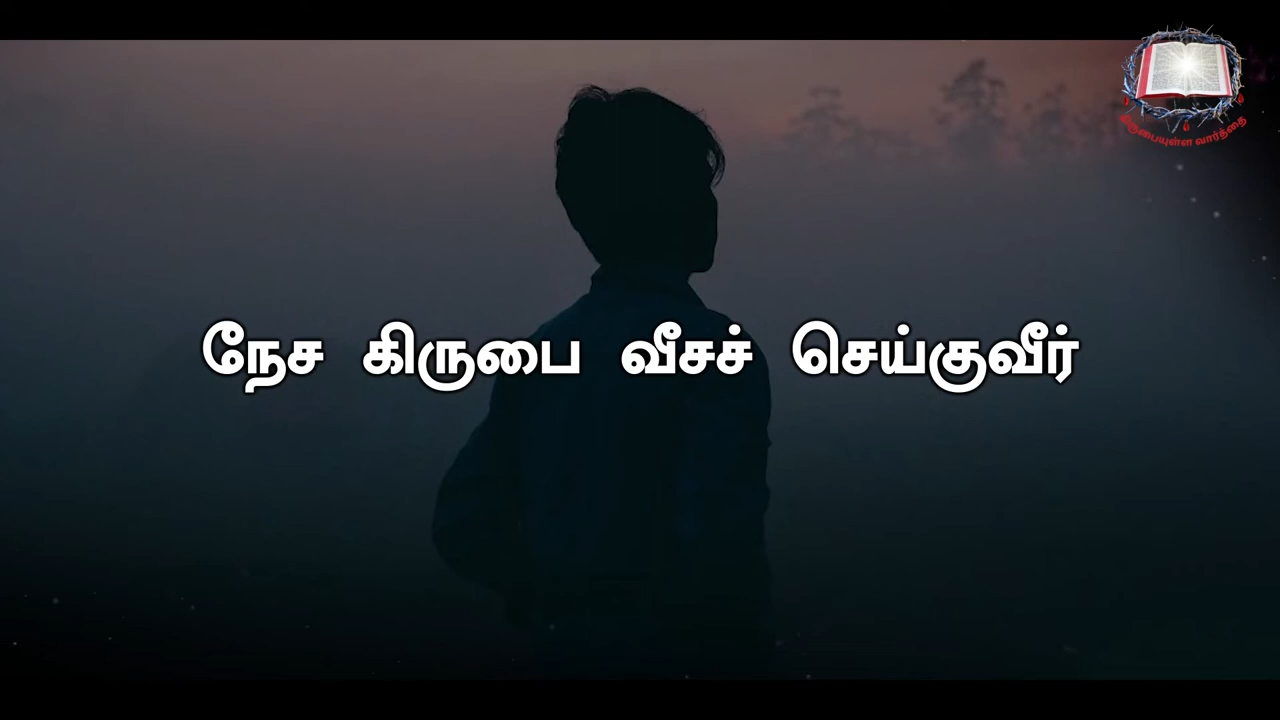 கிருபையுள்ள வார்த்தை
நேச கிருபை வீசச் செய்குவீர்